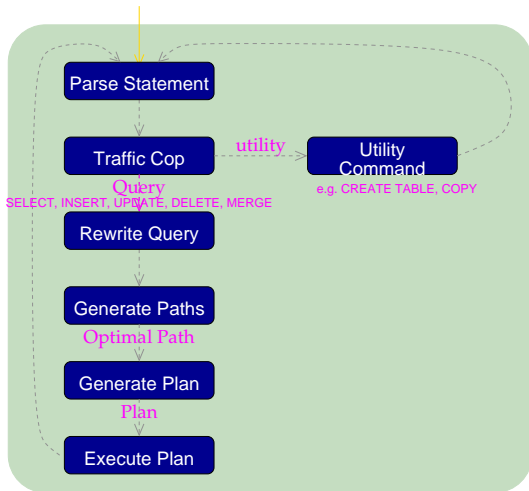 Parse Statement
Traffic Cop
utility
Utility
Command
Query
SELECT, INSERT, UPDATE, DELETE, MERGE
e.g. CREATE TABLE, COPY
Rewrite Query
Generate Paths
Optimal Path
Generate Plan
Plan
Execute Plan